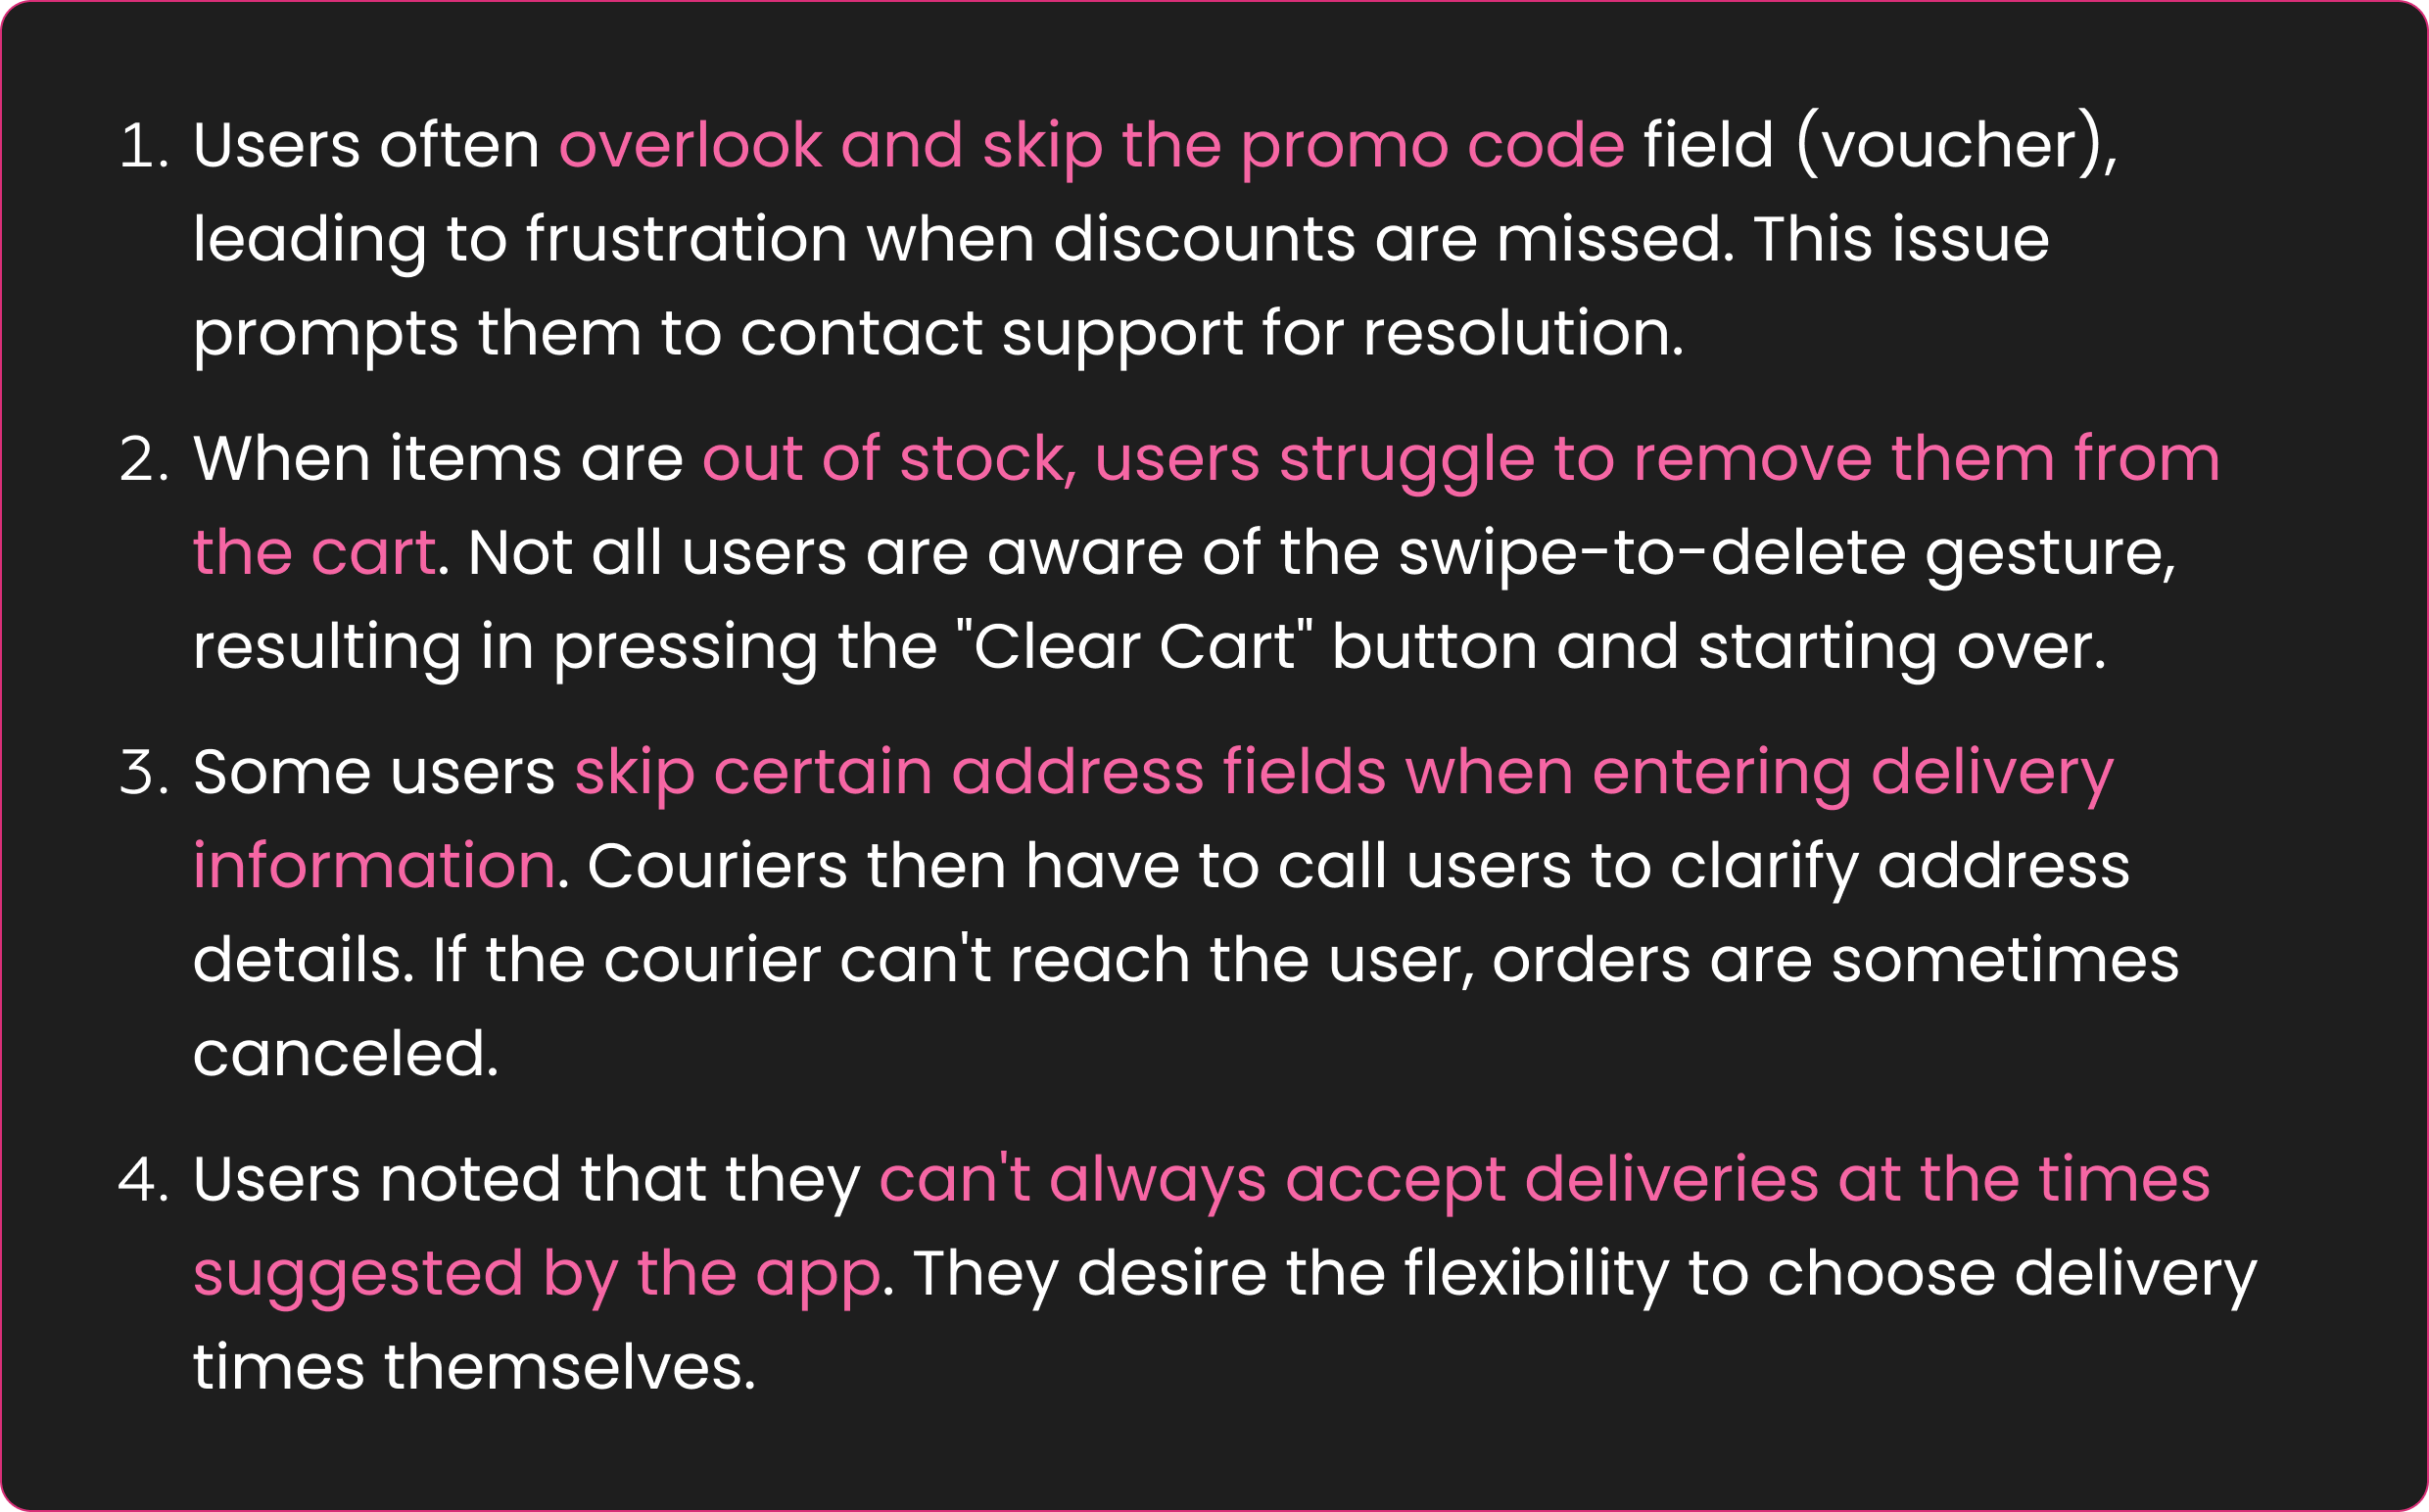 1. Users often overlook and skip the promo code field (voucher),
leading to frustration when discounts are missed. This issue
prompts them to contact support for resolution.
2. When items are out of stock, users struggle to remove them from
the cart. Not all users are aware of the swipe-to-delete gesture,
resulting in pressing the "Clear Cart" button and starting over.
3. Some users skip certain address fields when entering delivery
information. Couriers then have to call users to clarify address
details. If the courier can't reach the user, orders are sometimes
canceled.
4. Users noted that they can't always accept deliveries at the times
suggested by the app. They desire the flexibility to choose delivery
times themselves.